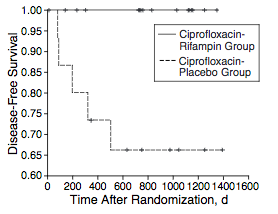 1.00
0.95
0.90
0.85
0.80
0.75
0.70
0.65
0.60
Disease-Free Survival
Ciprofloxacin-
Rifampin Group
Ciprofloxacin-
Placebo Group
0 200 400 600 800 1000 1200 1400 1600
Time After Randomization, d